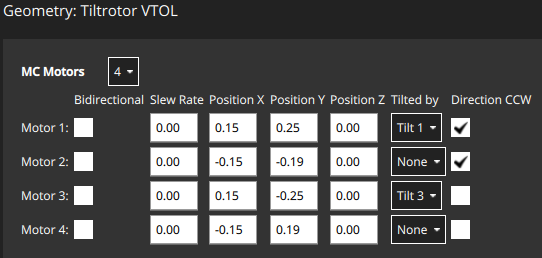 Geometry: Tiltrotor VTOL
MC Motors 4
Bidirectional Slew Rate Position X Position Y Position Z Tilted by Direction CCW
Motor 1: 0.00 0.15 0.25 0.00 Tilt 1
Motor 2: 0.00 -0.15 -0.19 0.00 None
Motor 3: 0.00 0.15 -0.25 0.00 Tilt 3
Motor 4: 0.00 -0.15 0.19 0.00 None